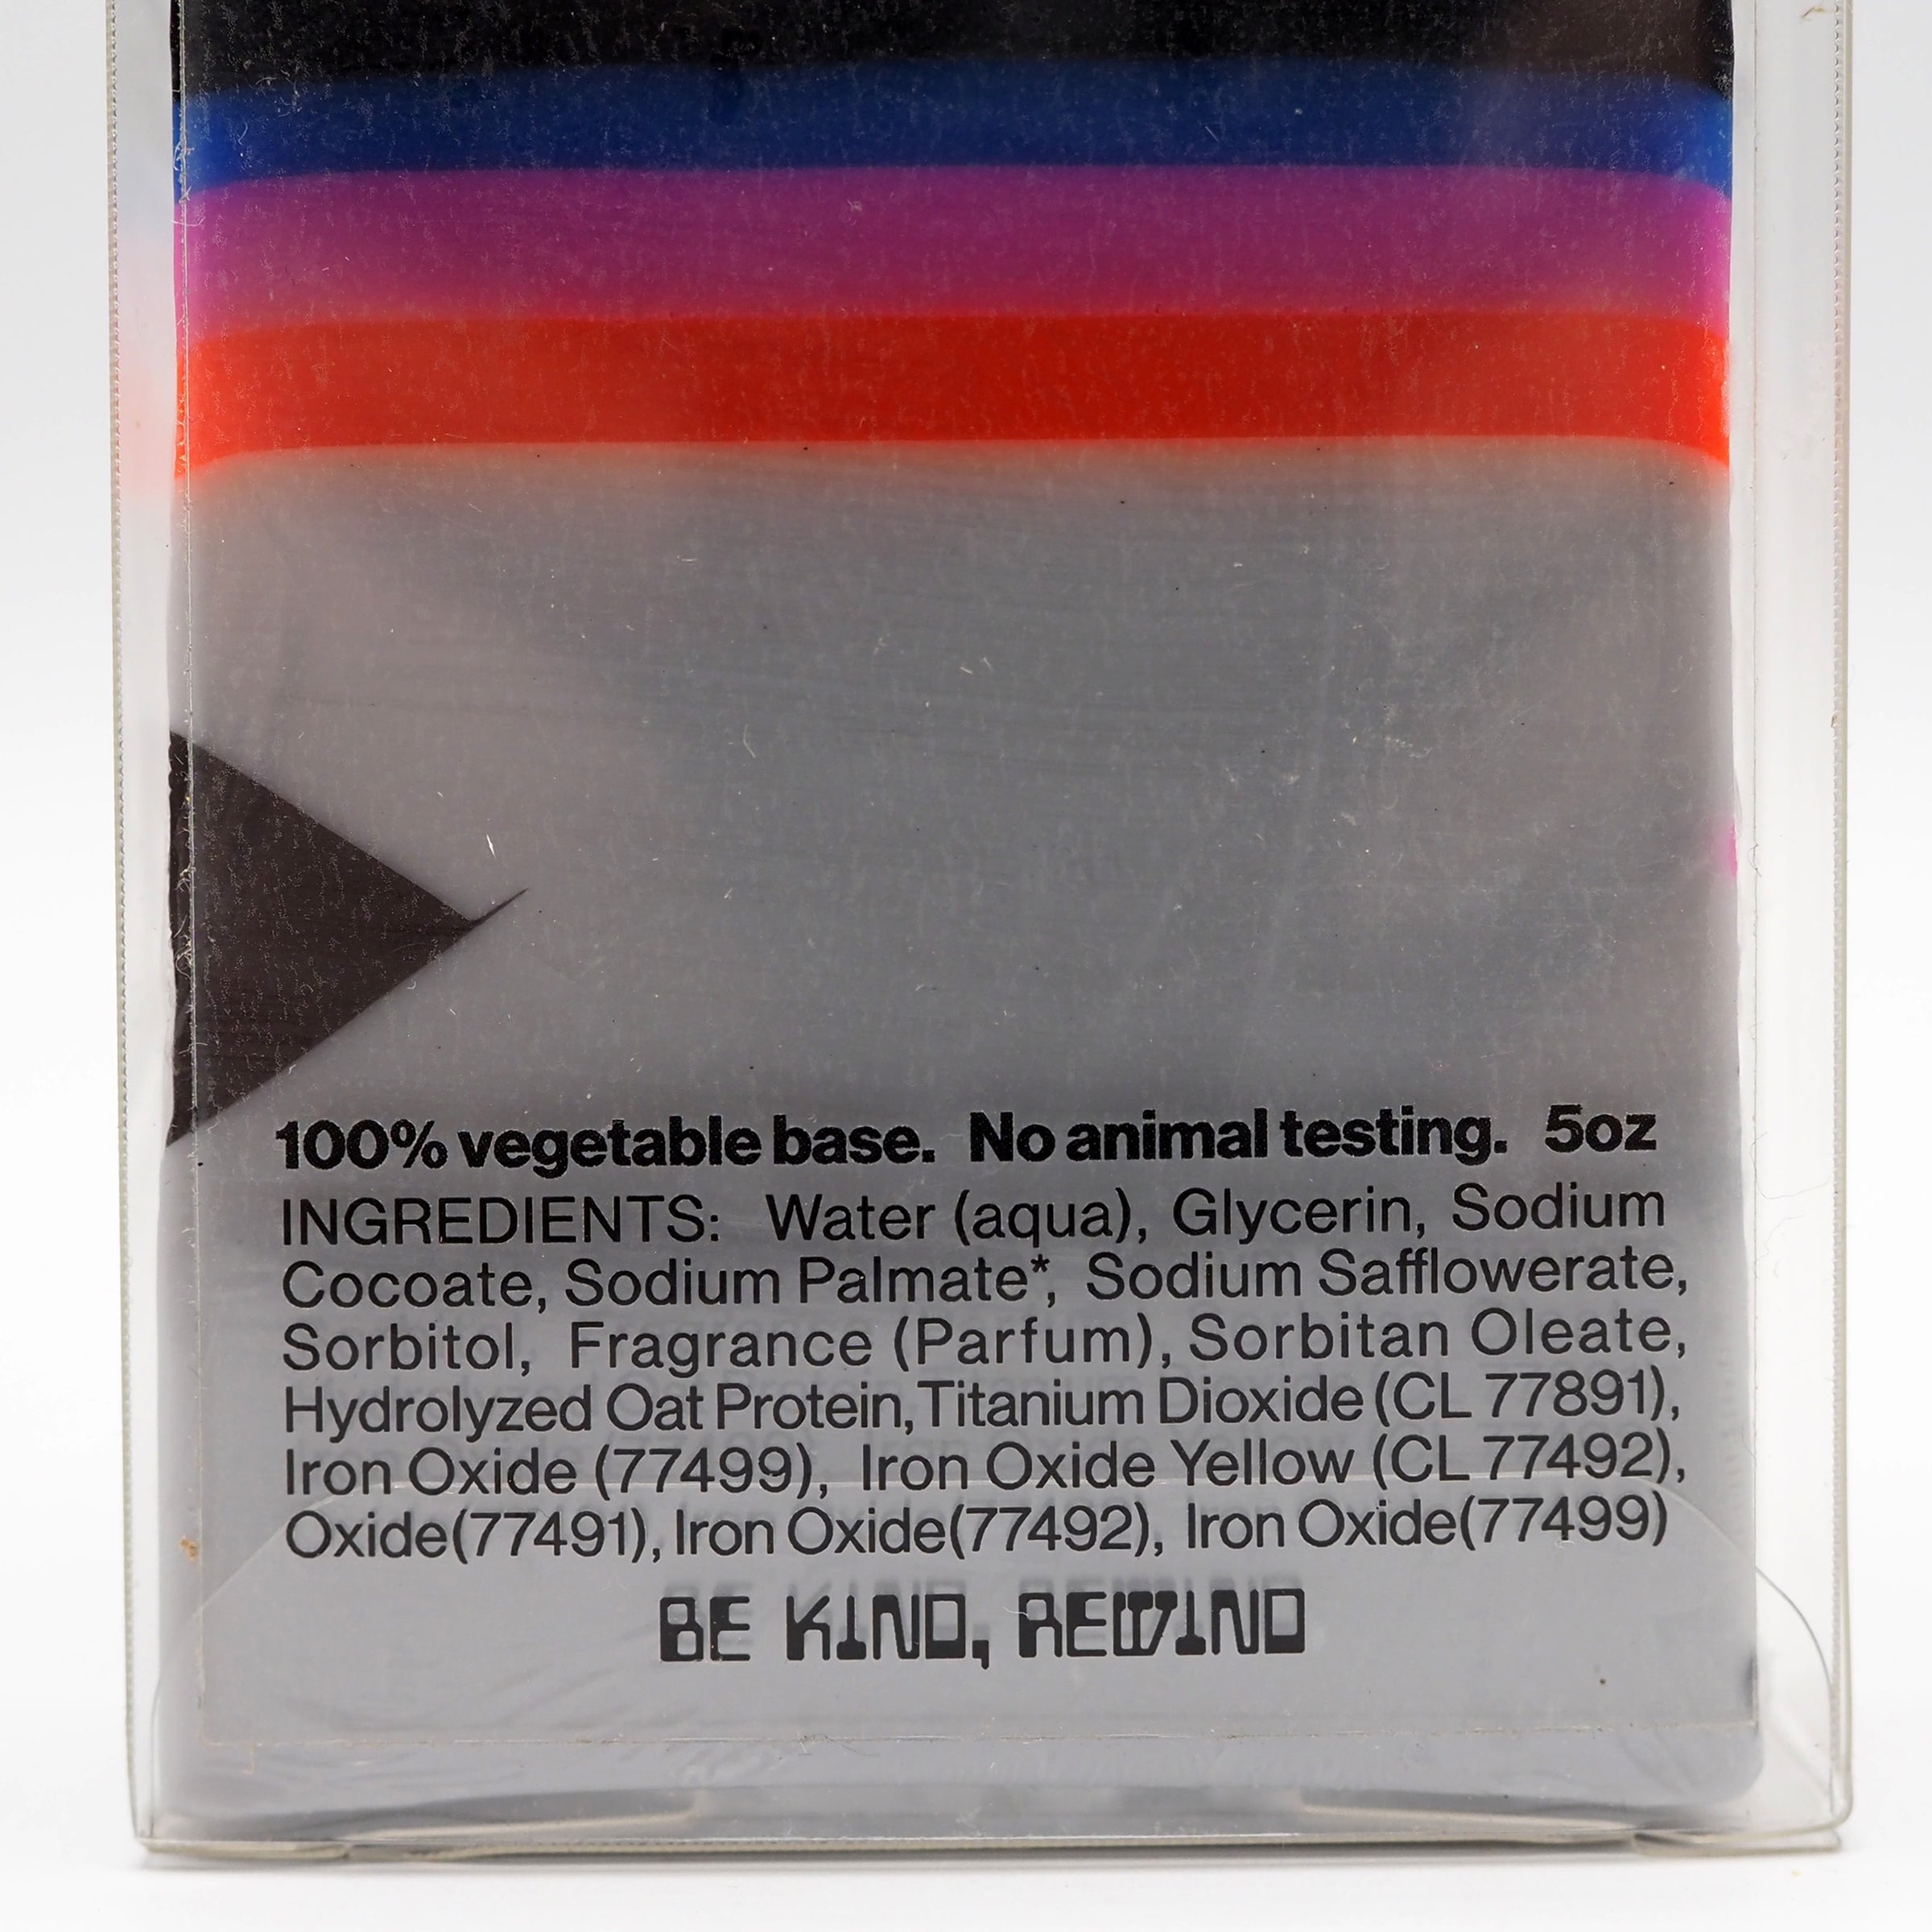 100% vegetable base. No animal testing. 5oz
INGREDIENTS: Water (aqua), Glycerin, Sodium
Cocoate, Sodium Palmate*, Sodium Safflowerate,
Sorbitol, Fragrance (Parfum), Sorbitan Oleate,
Hydrolyzed Oat Protein, Titanium Dioxide (CL 77891),
Iron Oxide (77499), Iron Oxide Yellow (CL 77492),
Oxide(77491), Iron Oxide(77492), Iron Oxide(77499)
BE KIND, REWIND